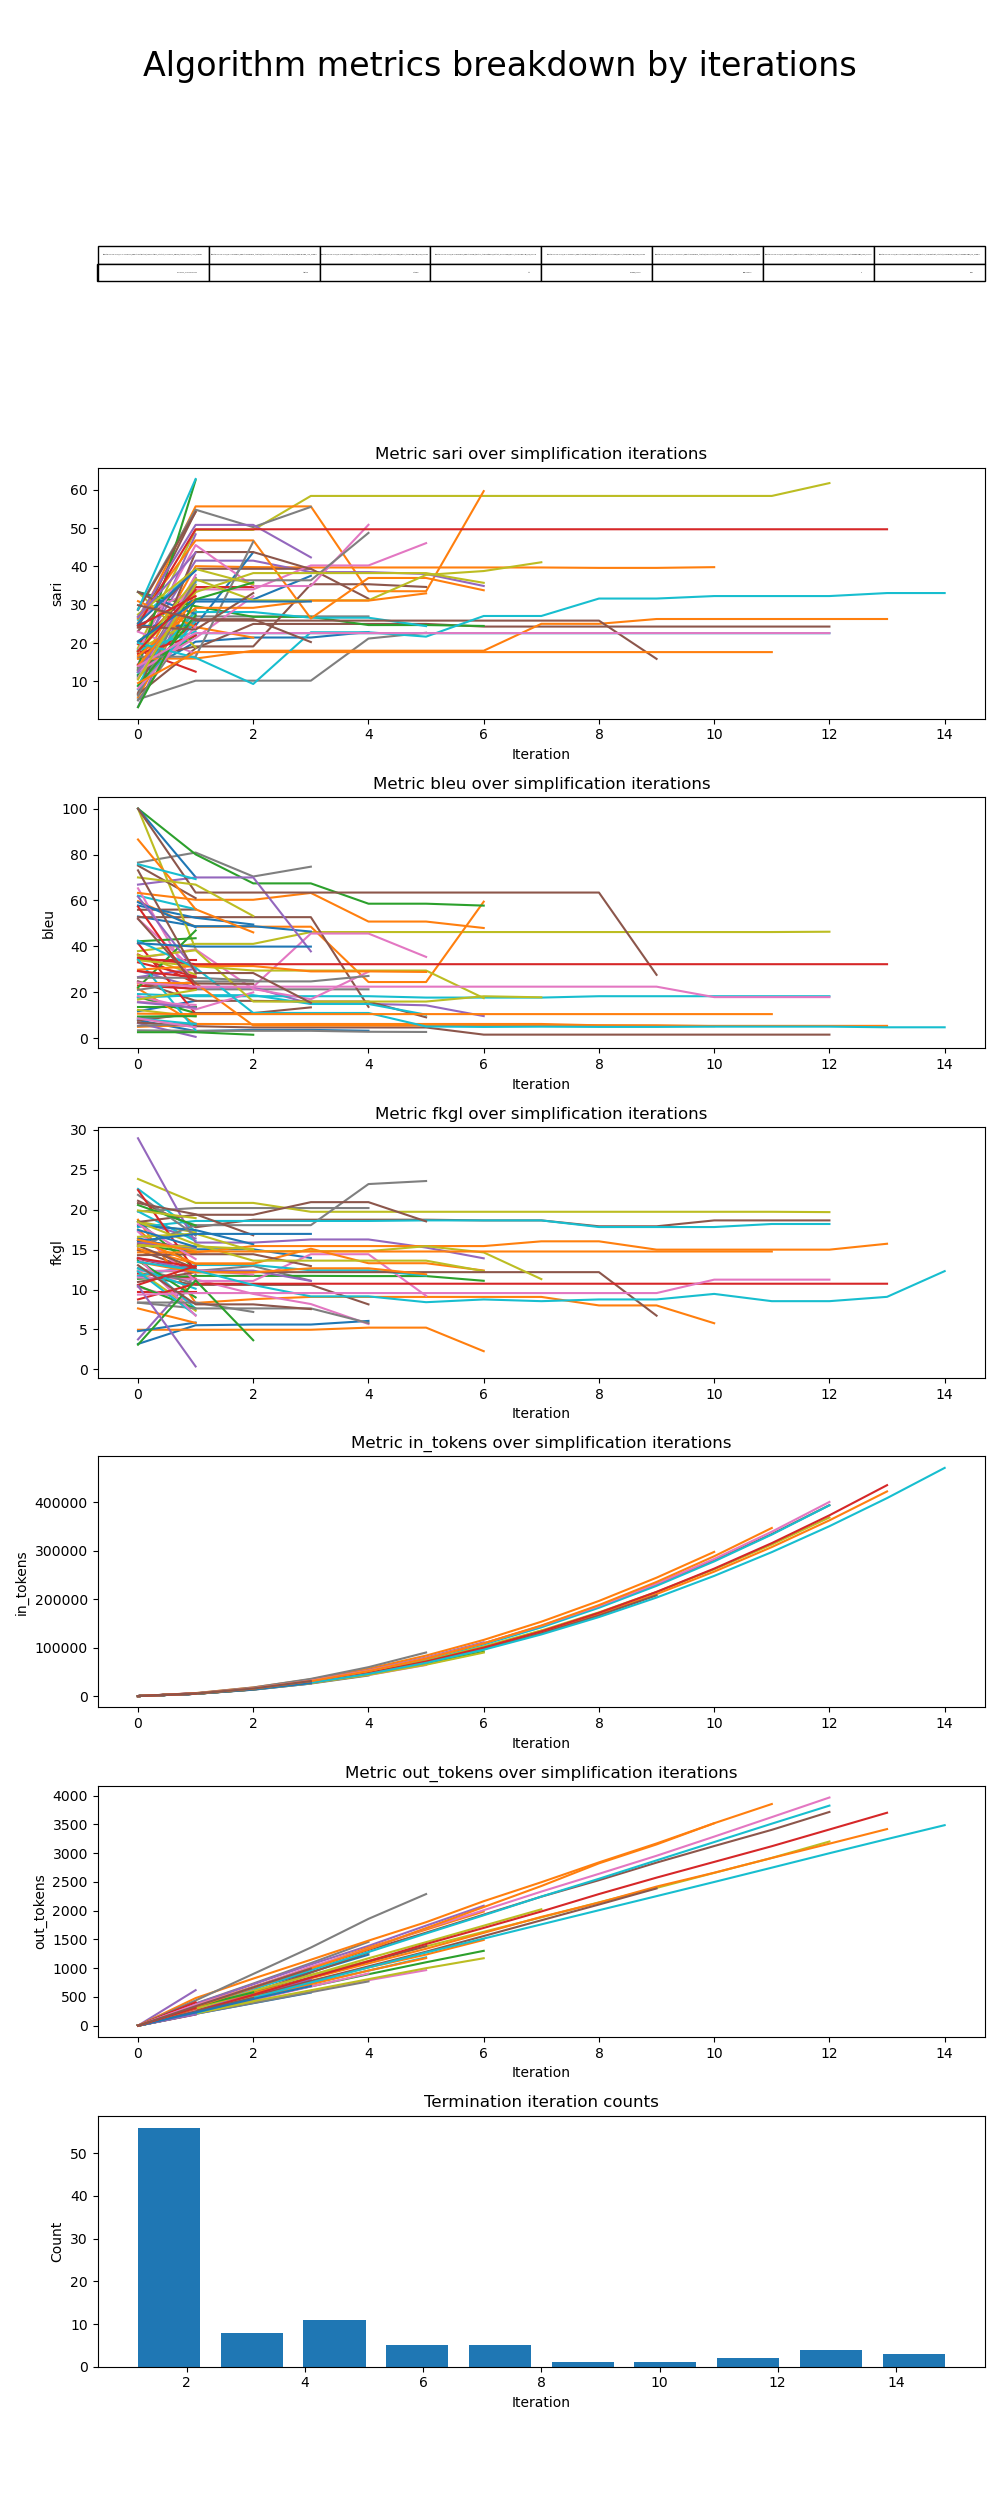 Algorithm metrics breakdown by iterations
Metric sari over simplification iterations
60
50
40
30
20
10
sari
0 2 4 6 8 10 12 14
Iteration
Metric bleu over simplification iterations
100
80
60
40
20
0
bleu
0 2 4 6 8 10 12 14
Iteration
Metric fkgl over simplification iterations
30
25
20
15
10
5
0
fkgl
0 2 4 6 8 10 12 14
Iteration
Metric in_tokens over simplification iterations
400000
300000
200000
100000
0
in_tokens
0 2 4 6 8 10 12 14
Iteration
Metric out_tokens over simplification iterations
4000
3500
3000
2500
2000
1500
1000
500
0
out_tokens
0 2 4 6 8 10 12 14
Iteration
Termination iteration counts
50
40
30
20
10
0
Count
2 4 6 8 10 12 14
Iteration